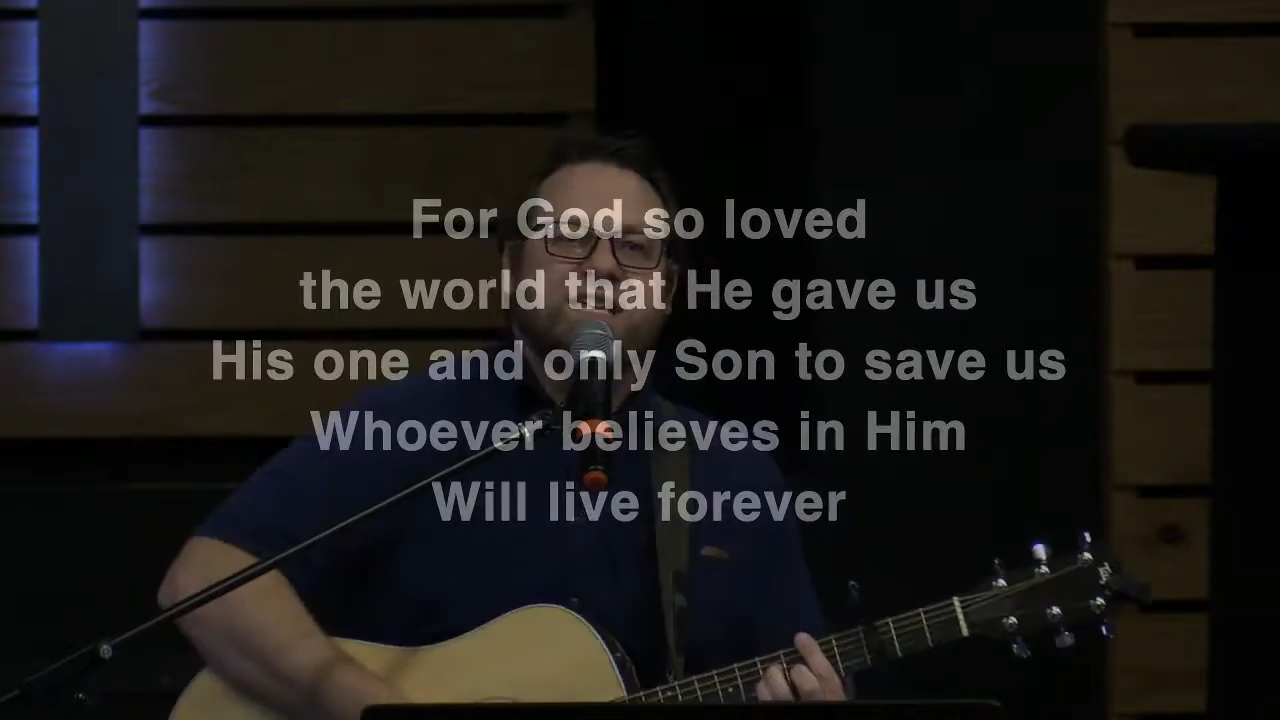 For God so loved
the world that He gave us
His one and only Son to save us
Whoever believes in Him
Will live forever